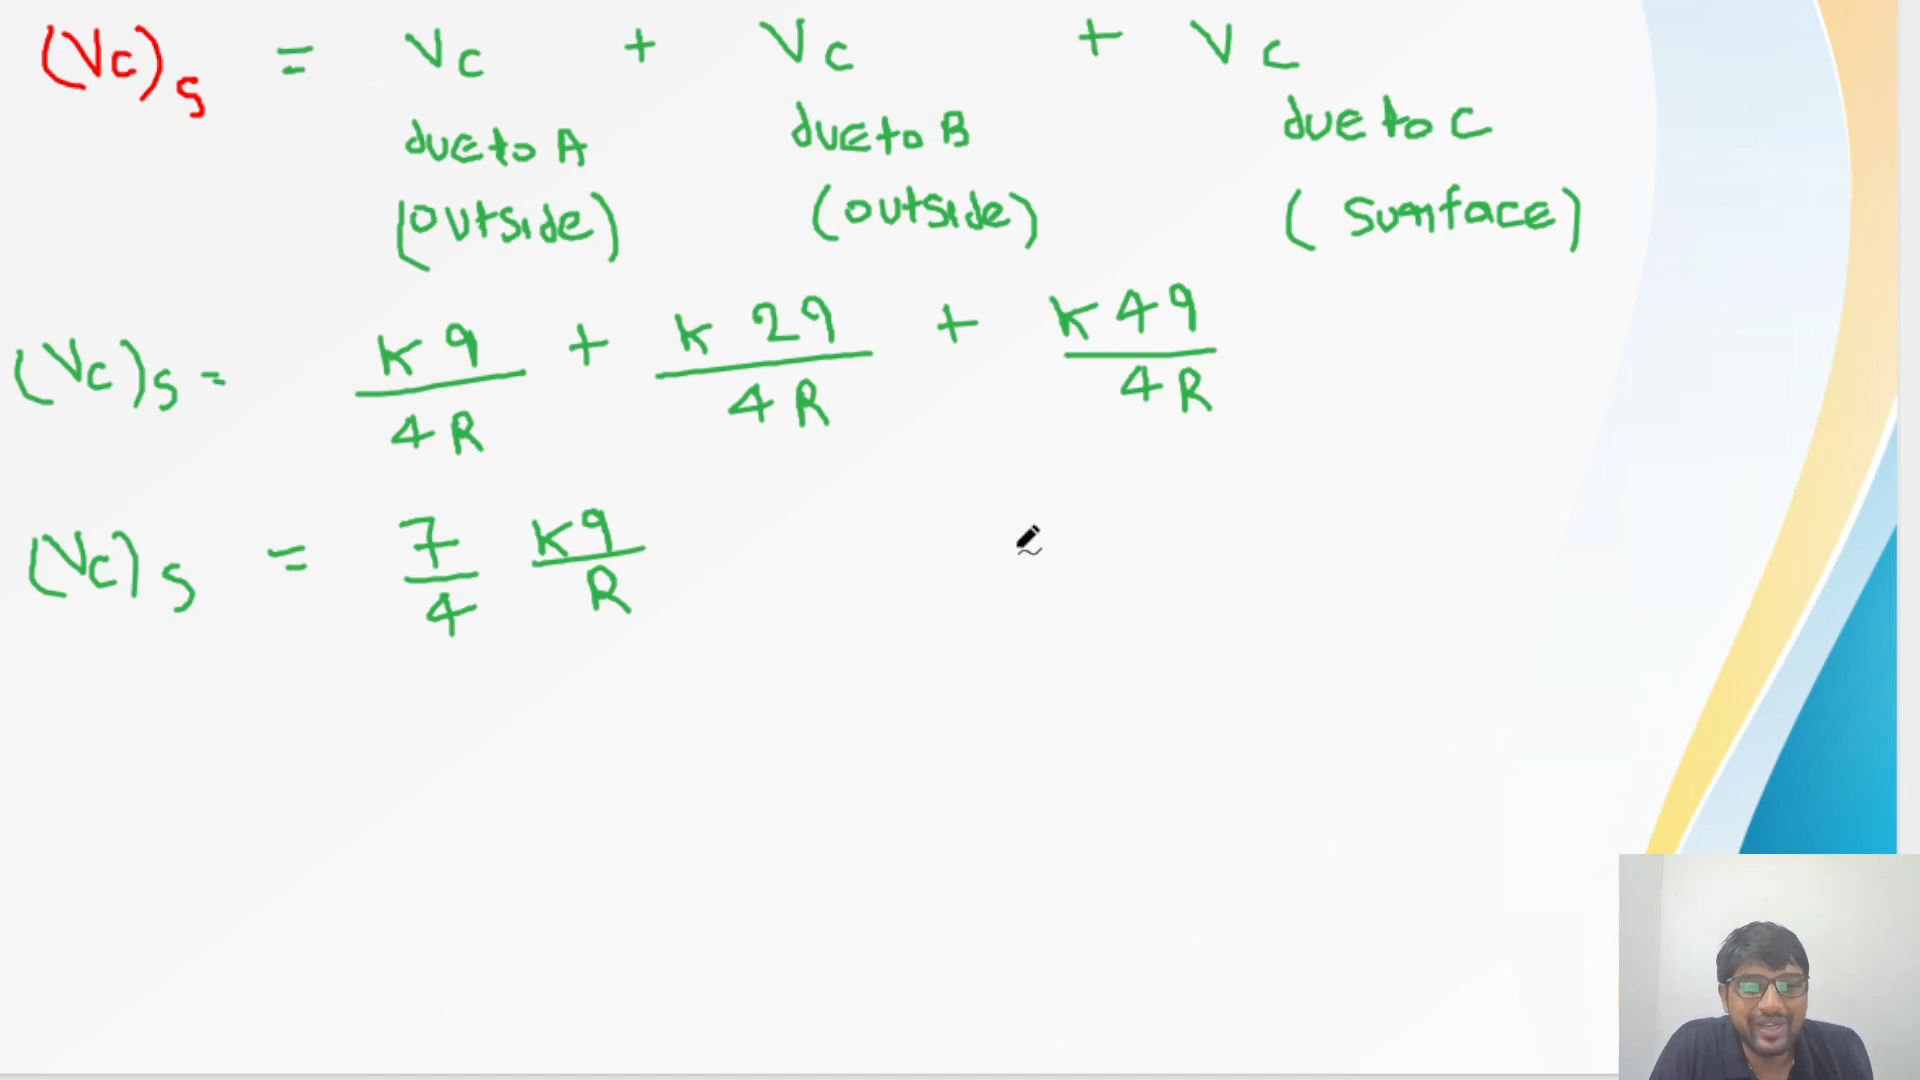 (Vc)s = Vc + Vc + Vc
due to A due to B due to C
(outside) (outside) (surface)
(Vc)s = kq/4R + k2q/4R + k4q/4R
(Vc)s = 7/4 kq/R